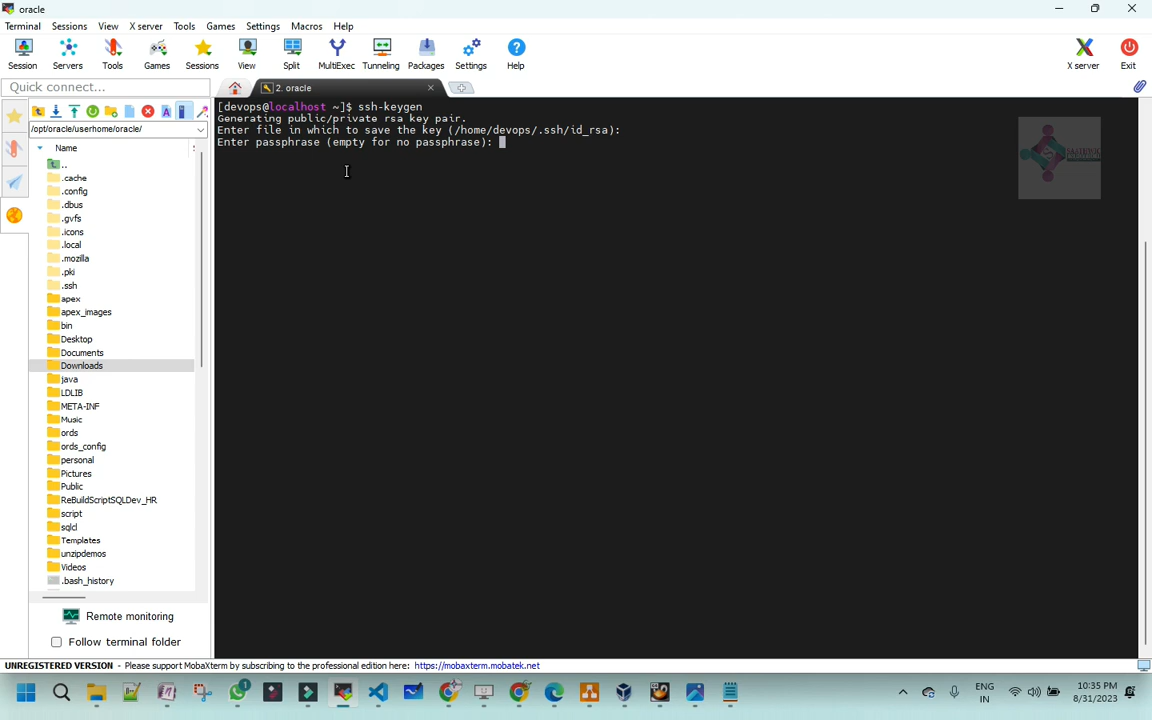 oracle
Terminal Sessions View X server Tools Games Settings Macros Help
Session Servers Tools Games Sessions View Split MultiExec Tunneling Packages Settings Help X server Exit
Quick connect...
2. oracle
/opt/oracle/userhome/oracle/
Name
..
.cache
.config
.dbus
.gvfs
.icons
.local
.mozilla
.pki
.ssh
apex
apex_images
bin
Desktop
Documents
Downloads
java
LDLIB
META-INF
Music
ords
ords_config
personal
Pictures
Public
ReBuildScriptSQLDev_HR
script
sqlcl
Templates
unzipdemos
Videos
.bash_history
Remote monitoring
Follow terminal folder
[devops@localhost ~]$ ssh-keygen
Generating public/private rsa key pair.
Enter file in which to save the key (/home/devops/.ssh/id_rsa):
Enter passphrase (empty for no passphrase):
UNREGISTERED VERSION - Please support MobaXterm by subscribing to the professional edition here: https://mobaxterm.mobatek.net
1
ENG
IN
10:35 PM
8/31/2023